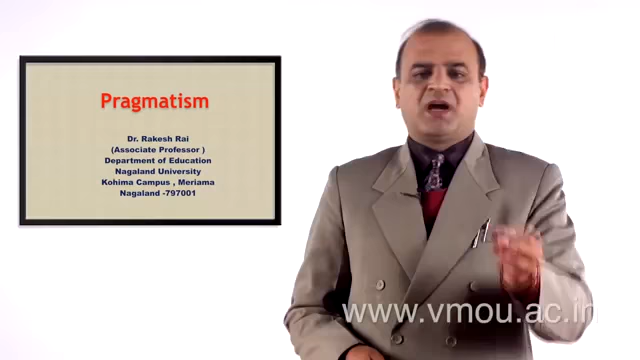 Pragmatism
Dr. Rakesh Rai
(Associate Professor )
Department of Education
Nagaland University
Kohima Campus , Meriama
Nagaland -797001
www.vmou.ac.in